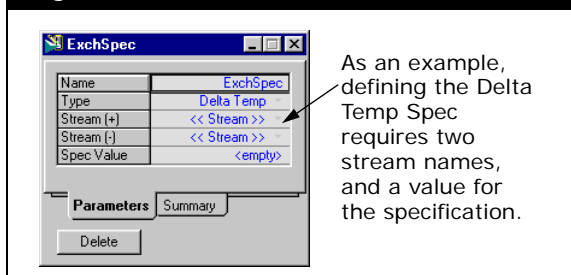 ExchSpec
Name ExchSpec
Type Delta Temp
Stream (+) << Stream >>
Stream (-) << Stream >>
Spec Value <empty>
Parameters Summary
Delete
As an example,
defining the Delta
Temp Spec
requires two
stream names,
and a value for
the specification.